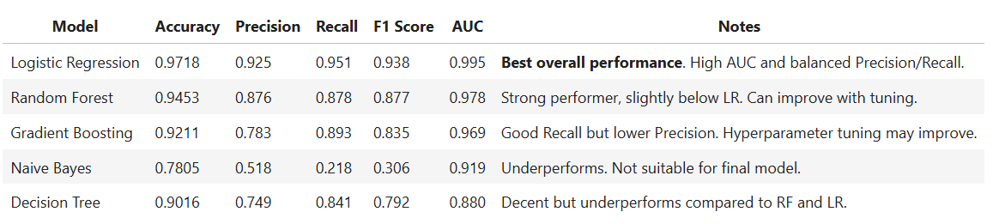 Model Accuracy Precision Recall F1 Score AUC Notes
Logistic Regression 0.9718 0.925 0.951 0.938 0.995 Best overall performance. High AUC and balanced Precision/Recall.
Random Forest 0.9453 0.876 0.878 0.877 0.978 Strong performer, slightly below LR. Can improve with tuning.
Gradient Boosting 0.9211 0.783 0.893 0.835 0.969 Good Recall but lower Precision. Hyperparameter tuning may improve.
Naive Bayes 0.7805 0.518 0.218 0.306 0.919 Underperforms. Not suitable for final model.
Decision Tree 0.9016 0.749 0.841 0.792 0.880 Decent but underperforms compared to RF and LR.